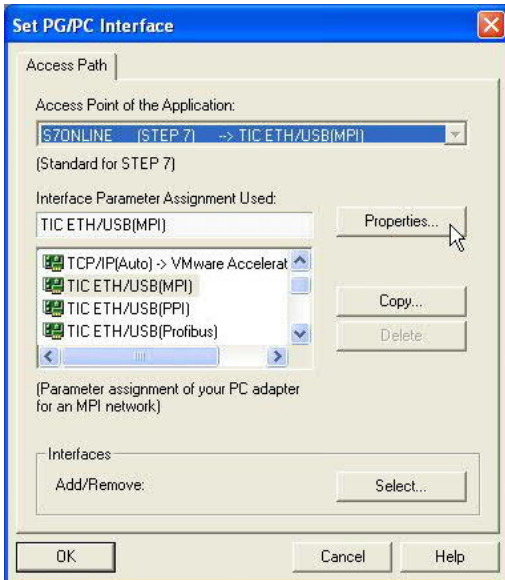 Set PG/PC Interface
Access Path
Access Point of the Application:
S7ONLINE (STEP 7) --> TIC ETH/USB(MPI)
(Standard for STEP 7)
Interface Parameter Assignment Used:
TIC ETH/USB(MPI)
Properties...
TCP/IP(Auto) -> VMware Accelerat
TIC ETH/USB(MPI)
TIC ETH/USB(PPI)
TIC ETH/USB(Profibus)
Copy...
Delete
(Parameter assignment of your PC adapter
for an MPI network)
Interfaces
Add/Remove:
Select...
OK
Cancel
Help